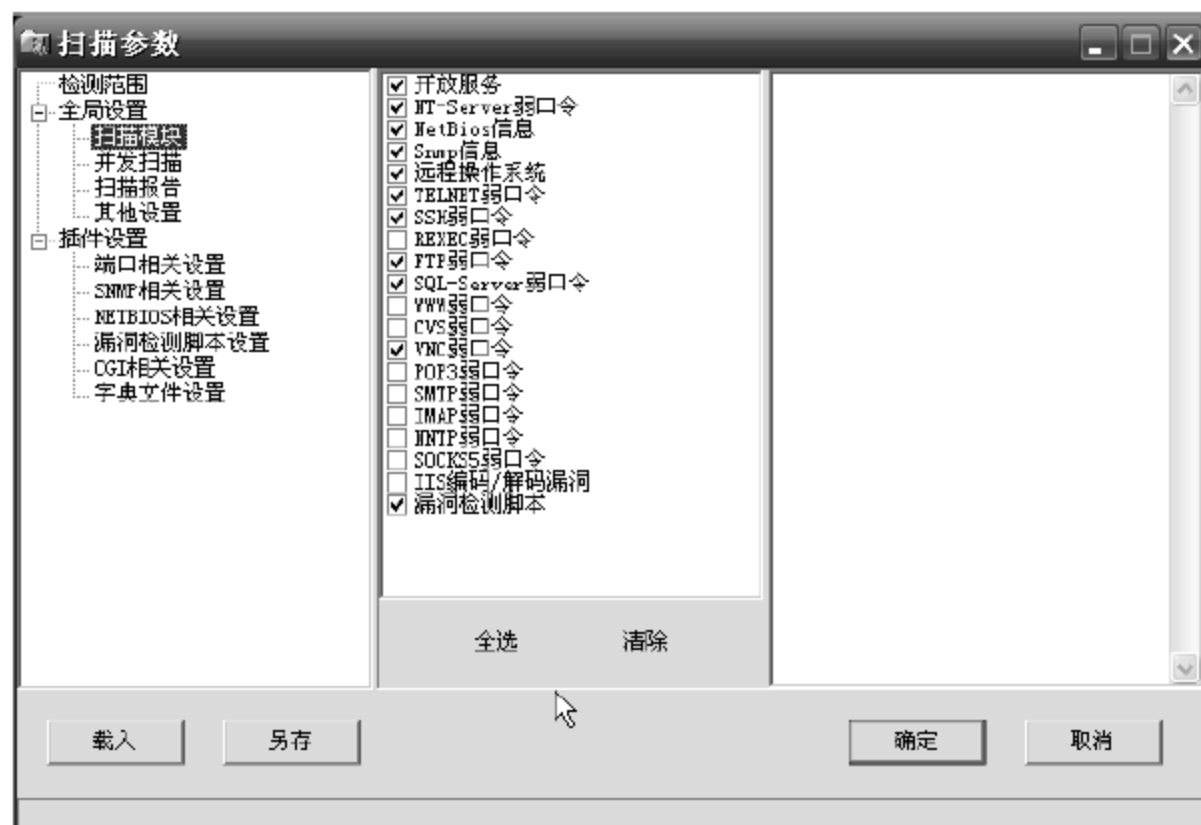 扫描参数
检测范围
全局设置
扫描模块
并发扫描
扫描报告
其他设置
插件设置
端口相关设置
SNMP相关设置
NETBIOS相关设置
漏洞检测脚本设置
CGI相关设置
字典文件设置
开放服务
NT-Server弱口令
NetBios信息
Snmp信息
远程操作系统
TELNET弱口令
SSH弱口令
REXEC弱口令
FTP弱口令
SQL-Server弱口令
WWW弱口令
CVS弱口令
VNC弱口令
POP3弱口令
SMTP弱口令
IMAP弱口令
NNTP弱口令
SOCKS5弱口令
IIS编码/解码漏洞
漏洞检测脚本
全选
清除
载入
另存
确定
取消